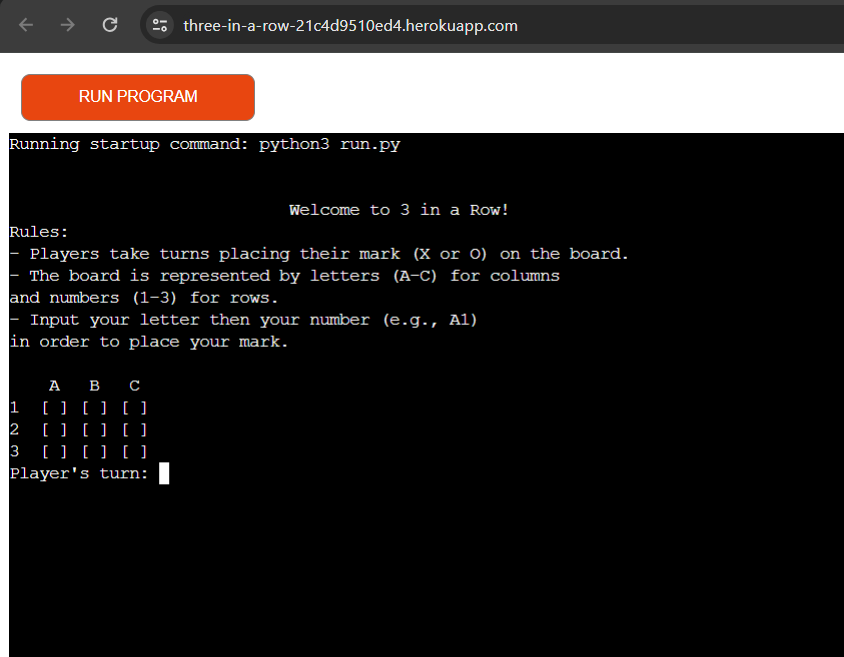 three-in-a-row-21c4d9510ed4.herokuapp.com
RUN PROGRAM
Running startup command: python3 run.py
Welcome to 3 in a Row!
Rules:
- Players take turns placing their mark (X or O) on the board.
- The board is represented by letters (A-C) for columns
and numbers (1-3) for rows.
- Input your letter then your number (e.g., A1)
in order to place your mark.
A B C
1 [ ] [ ] [ ]
2 [ ] [ ] [ ]
3 [ ] [ ] [ ]
Player's turn: